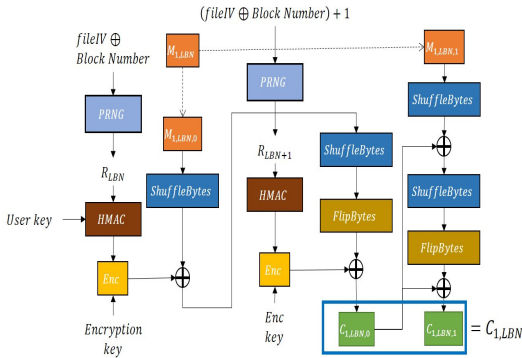 (fileIV ⊕ Block Number) + 1
fileIV ⊕
Block Number
M1,LBN
M1,LBN,1
PRNG
PRNG
ShuffleBytes
M1,LBN,0
RLBN
RLBN+1
ShuffleBytes
ShuffleBytes
ShuffleBytes
User key
HMAC
HMAC
FlipBytes
FlipBytes
Enc
Enc
Encryption
key
Enc
key
C1,LBN,0
C1,LBN,1
= C1,LBN